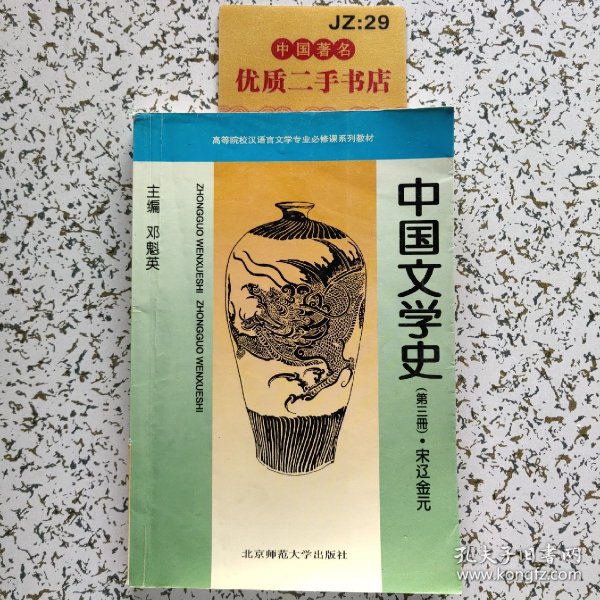 JZ:29
中国著名
优质二手书店
高等院校汉语言文学专业必修课系列教材
中国文学史
(第三冊)·宋辽金元
主编 邓魁英
ZHONGGUO WENXUESHI ZHONGGUO WENXUESHI
北京师范大学出版社
孔夫子旧书网
www.kongfz.com